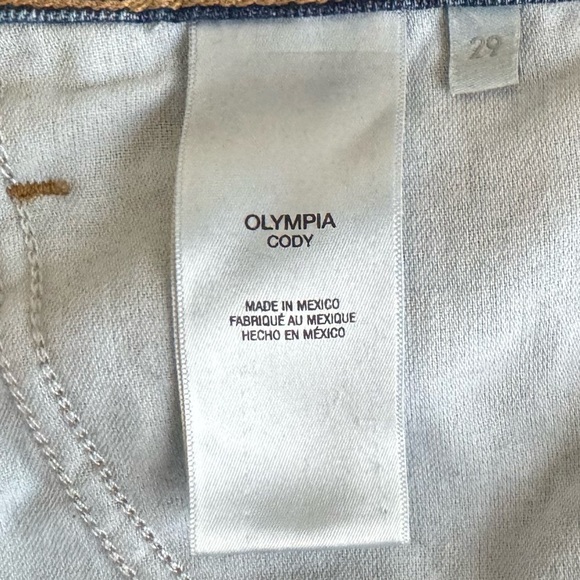 29
OLYMPIA
CODY
MADE IN MEXICO
FABRIQUÉ AU MEXIQUE
HECHO EN MÉXICO